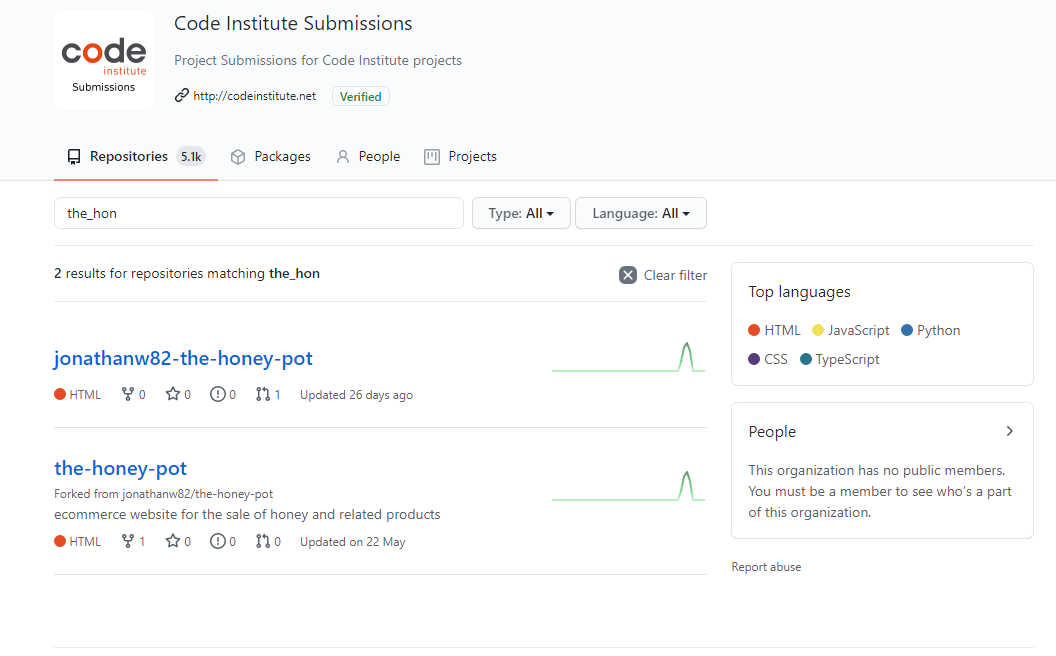 code
institute
Submissions
Code Institute Submissions
Project Submissions for Code Institute projects
http://codeinstitute.net Verified
Repositories 5.1k Packages People Projects
the_hon Type: All Language: All
2 results for repositories matching the_hon Clear filter
jonathanw82-the-honey-pot
HTML 0 0 0 1 Updated 26 days ago
the-honey-pot
Forked from jonathanw82/the-honey-pot
ecommerce website for the sale of honey and related products
HTML 1 0 0 0 Updated on 22 May
Top languages
HTML JavaScript Python
CSS TypeScript
People
This organization has no public members.
You must be a member to see who's a part
of this organization.
Report abuse